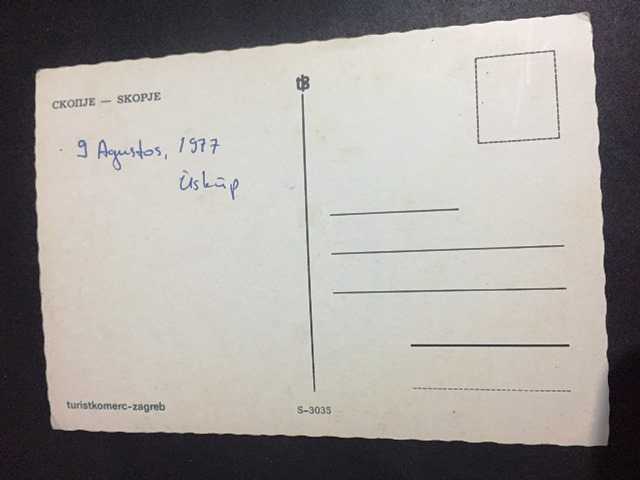 СКОПЈЕ — SKOPJE
9 Agustos, 1977
Üsküp
turistkomerc-zagreb
S-3035